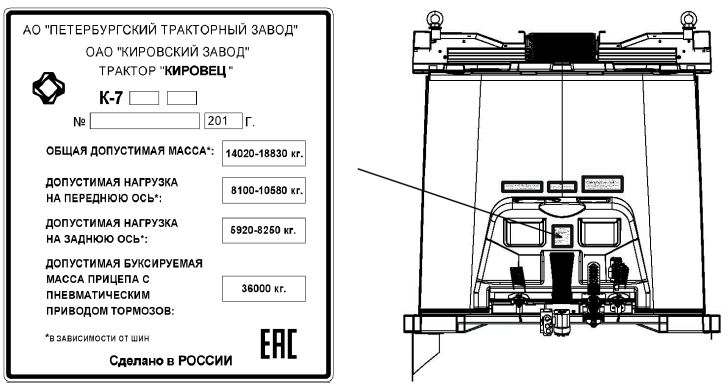 АО "ПЕТЕРБУРГСКИЙ ТРАКТОРНЫЙ ЗАВОД"
ОАО "КИРОВСКИЙ ЗАВОД"
ТРАКТОР "КИРОВЕЦ"
К-7
№ 201 Г.
ОБЩАЯ ДОПУСТИМАЯ МАССА*: 14020-18830 кг.
ДОПУСТИМАЯ НАГРУЗКА
НА ПЕРЕДНЮЮ ОСЬ*: 8100-10580 кг.
ДОПУСТИМАЯ НАГРУЗКА
НА ЗАДНЮЮ ОСЬ*: 5920-8250 кг.
ДОПУСТИМАЯ БУКСИРУЕМАЯ
МАССА ПРИЦЕПА С
ПНЕВМАТИЧЕСКИМ
ПРИВОДОМ ТОРМОЗОВ: 36000 кг.
*В ЗАВИСИМОСТИ ОТ ШИН
EAC
Сделано в РОССИИ